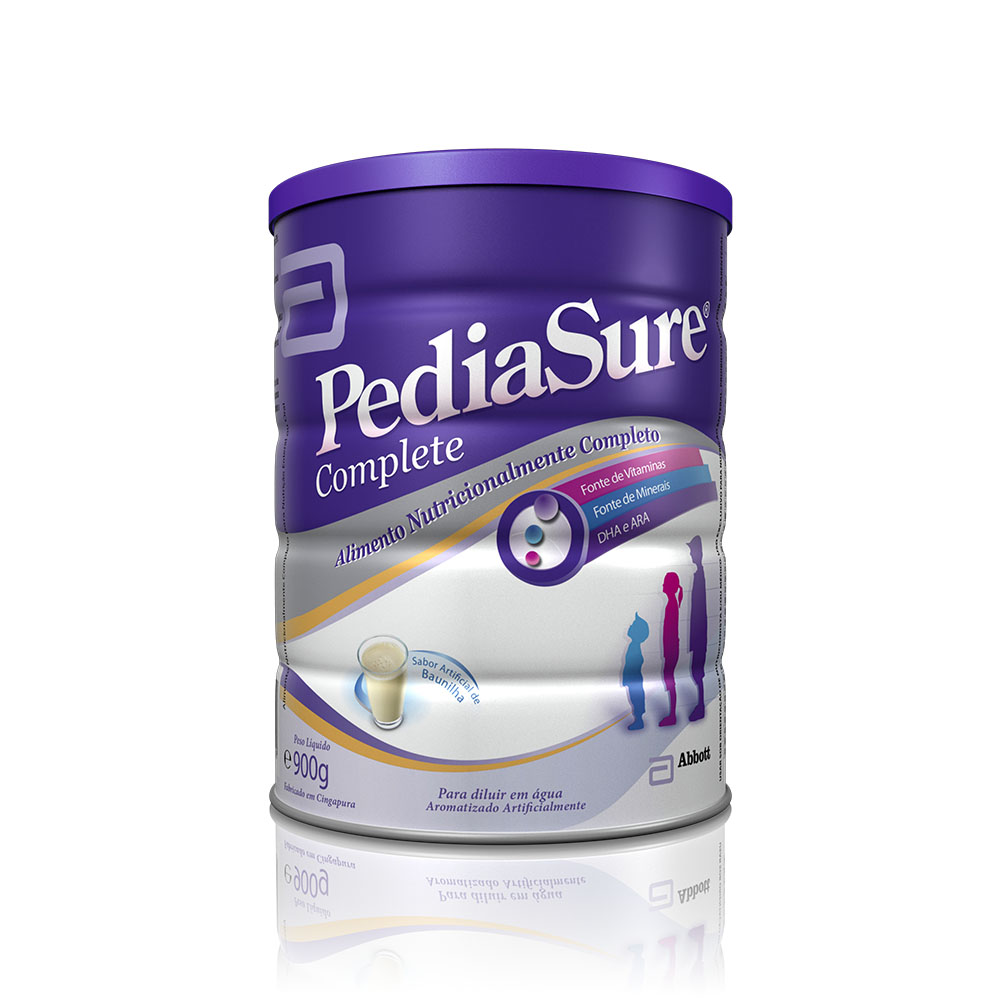 PediaSure®
Complete
Alimento Nutricionalmente Completo
Fonte de Vitaminas
Fonte de Minerais
DHA e ARA
Sabor Artificial de
Baunilha
Peso Líquido
e900g
Fabricado em Cingapura
Para diluir em água
Aromatizado Artificialmente
Abbott